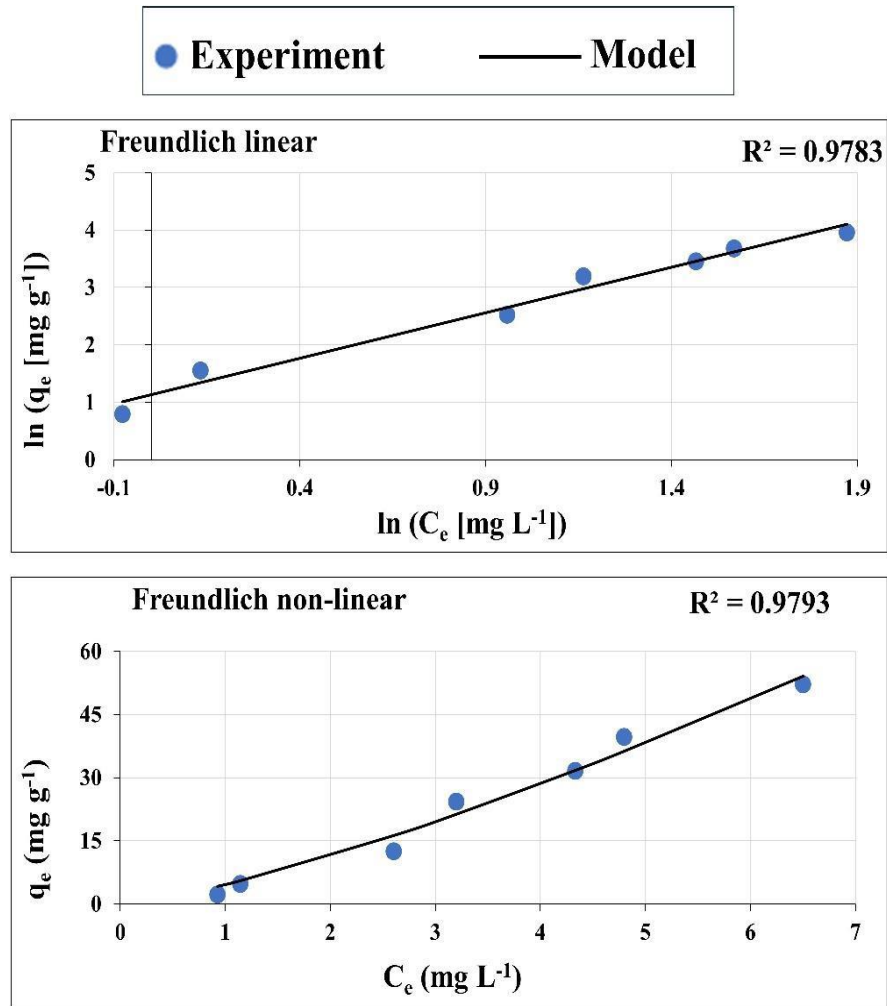 Experiment Model
Freundlich linear
R² = 0.9783
5
4
3
2
1
0
-0.1 0.4 0.9 1.4 1.9
ln (qₑ [mg g⁻¹])
ln (Cₑ [mg L⁻¹])
Freundlich non-linear
R² = 0.9793
60
45
30
15
0
0 1 2 3 4 5 6 7
qₑ (mg g⁻¹)
Cₑ (mg L⁻¹)